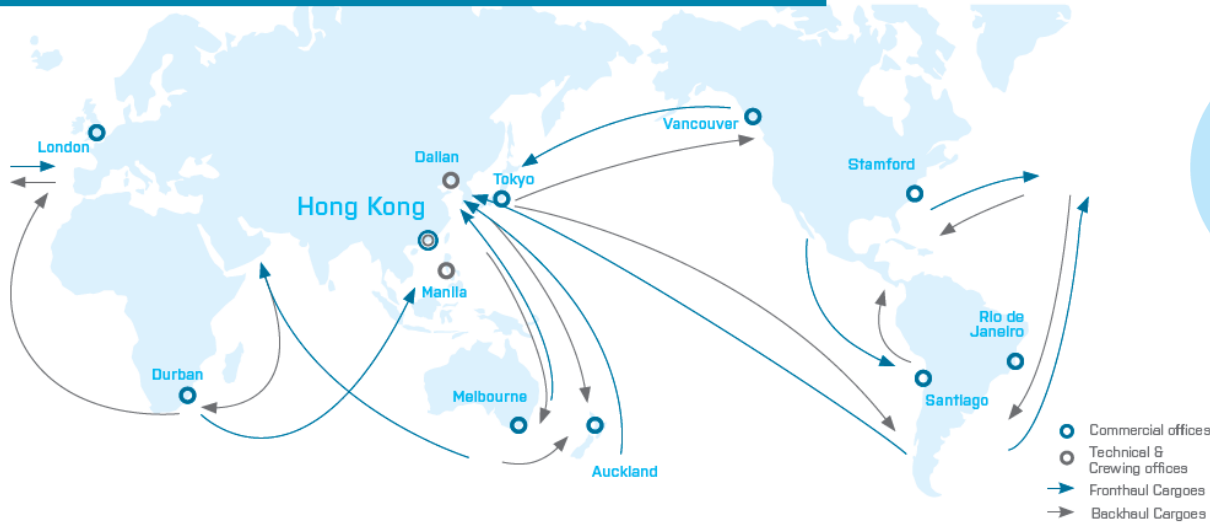 London
Dalian
Tokyo
Hong Kong
Manila
Durban
Melbourne
Auckland
Vancouver
Stamford
Rio de
Janeiro
Santiago
Commercial offices
Technical &
Crewing offices
Fronthaul Cargoes
Backhaul Cargoes